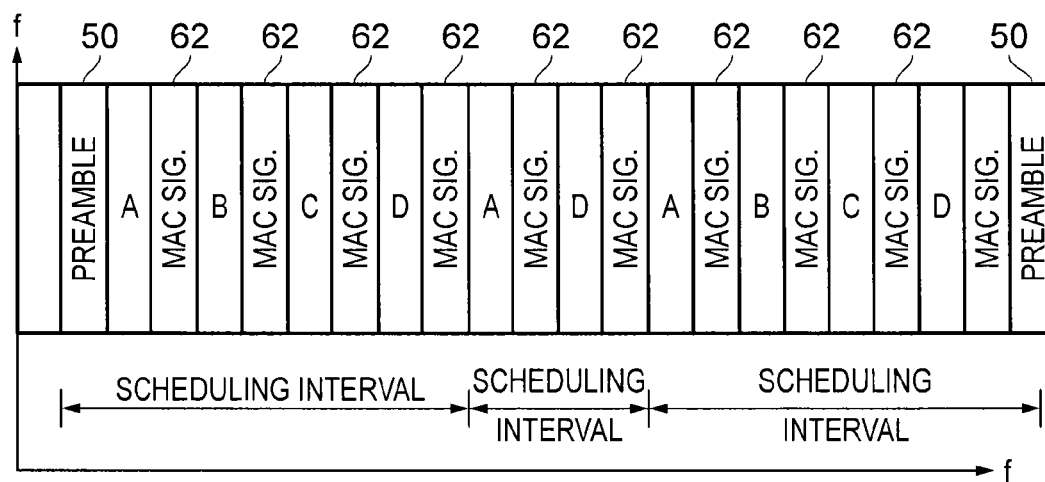 f 50 62 62 62 62 62 62 62 62 62 50
PREAMBLE A MAC SIG. B MAC SIG. C MAC SIG. D MAC SIG. A MAC SIG. D MAC SIG. A MAC SIG. B MAC SIG. C MAC SIG. D MAC SIG. PREAMBLE
SCHEDULING INTERVAL
SCHEDULING
INTERVAL
SCHEDULING
INTERVAL
f